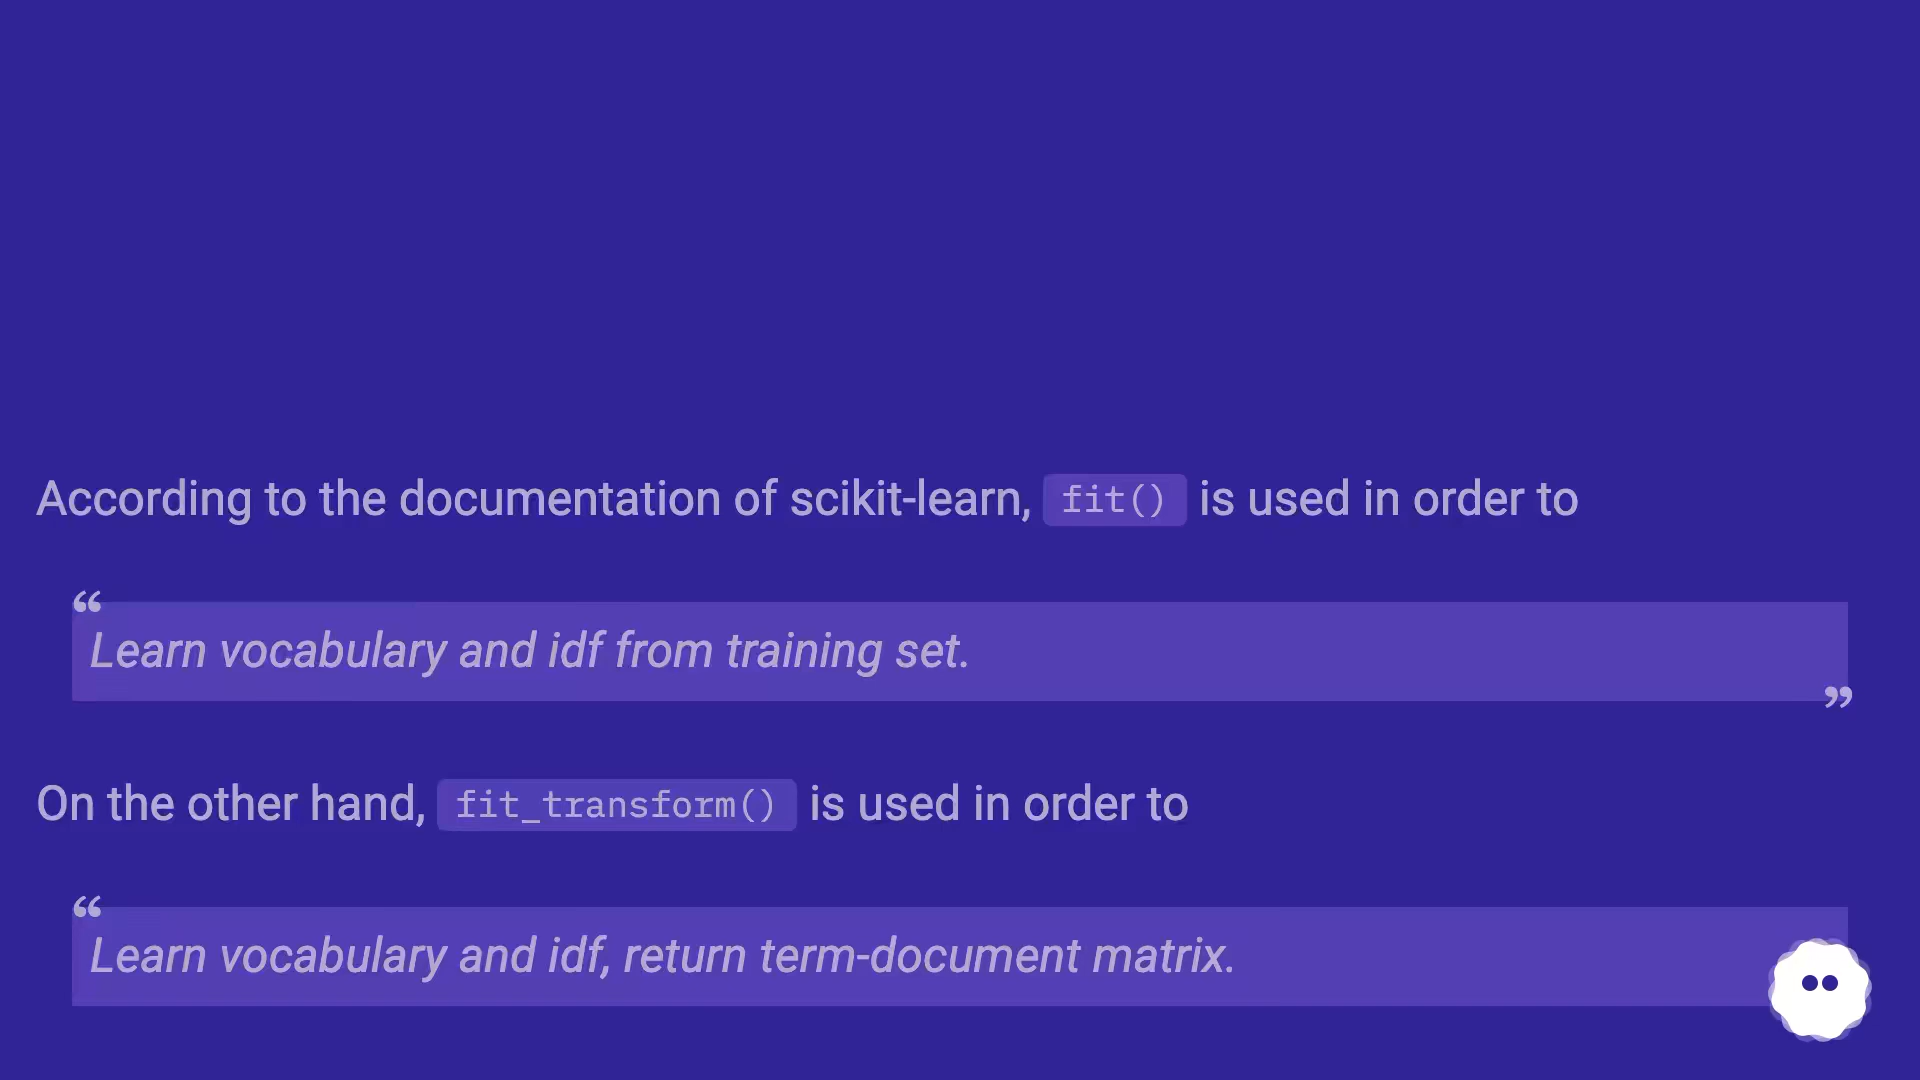 According to the documentation of scikit-learn, fit() is used in order to
“
Learn vocabulary and idf from training set.
”
On the other hand, fit_transform() is used in order to
“
Learn vocabulary and idf, return term-document matrix.